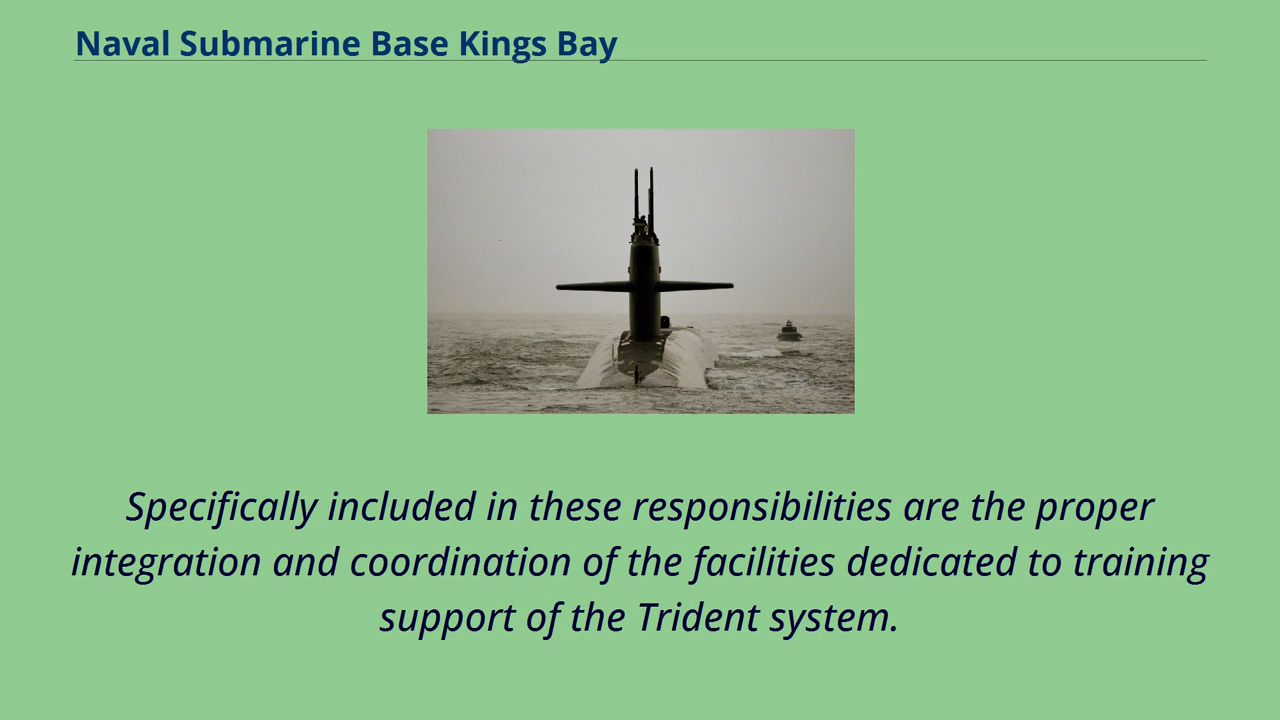 Naval Submarine Base Kings Bay
Specifically included in these responsibilities are the proper
integration and coordination of the facilities dedicated to training
support of the Trident system.